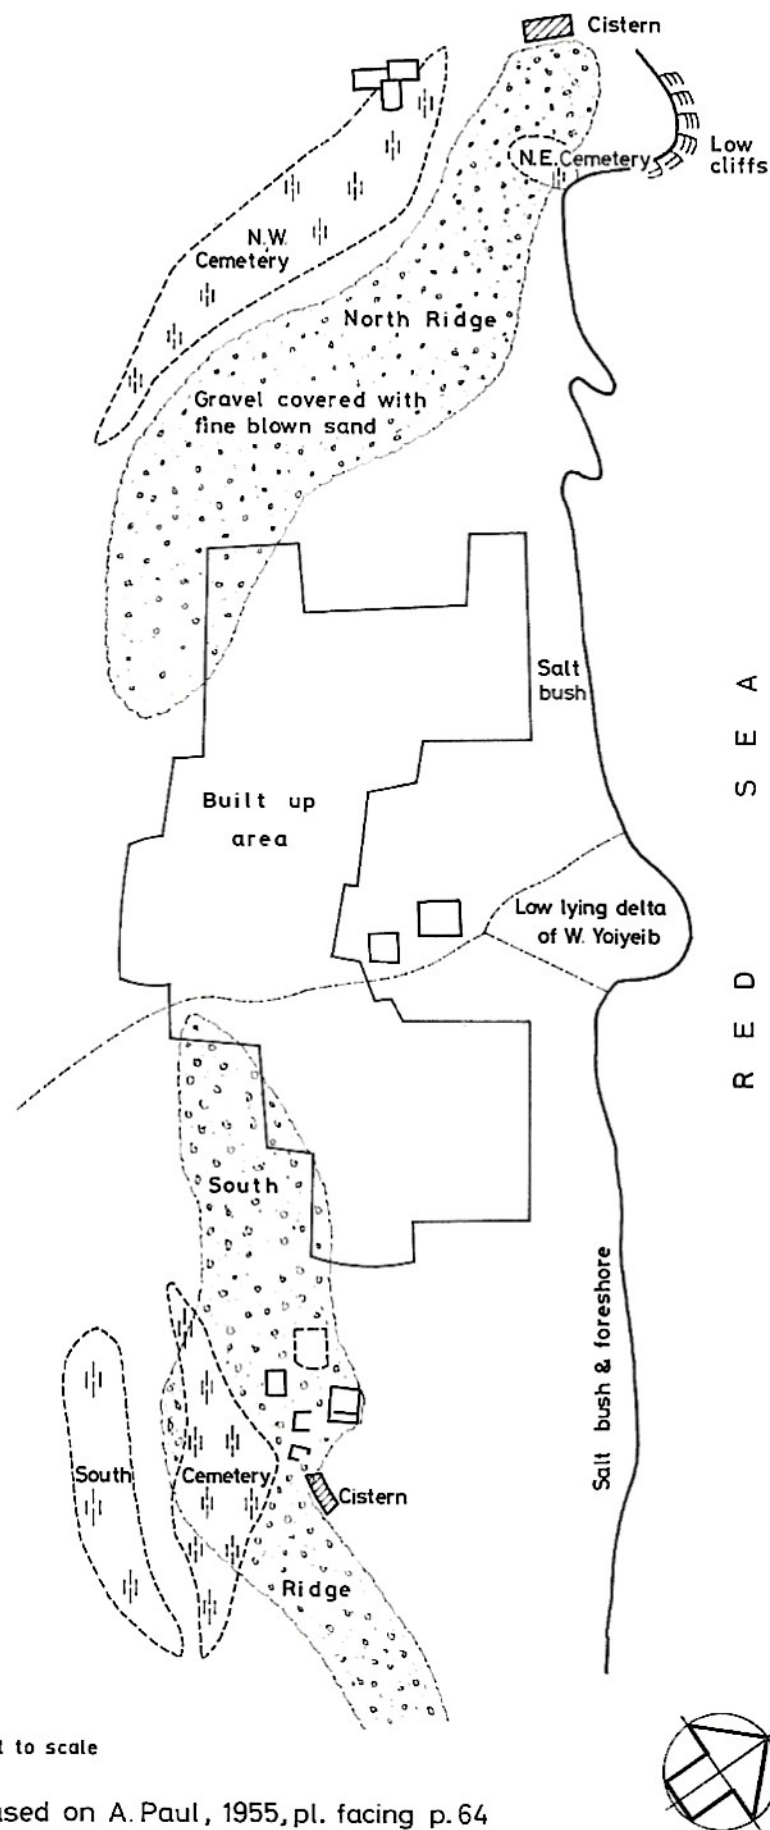 Cistern
Low
cliffs
N.E. Cemetery
N.W.
Cemetery
North Ridge
Gravel covered with
fine blown sand
Salt
bush
RED SEA
Built up
area
Low lying delta
of W. Yoiyeib
South
Salt bush & foreshore
South
Cemetery
Cistern
Ridge
to scale
A. Paul, 1955, pl. facing p. 64
on